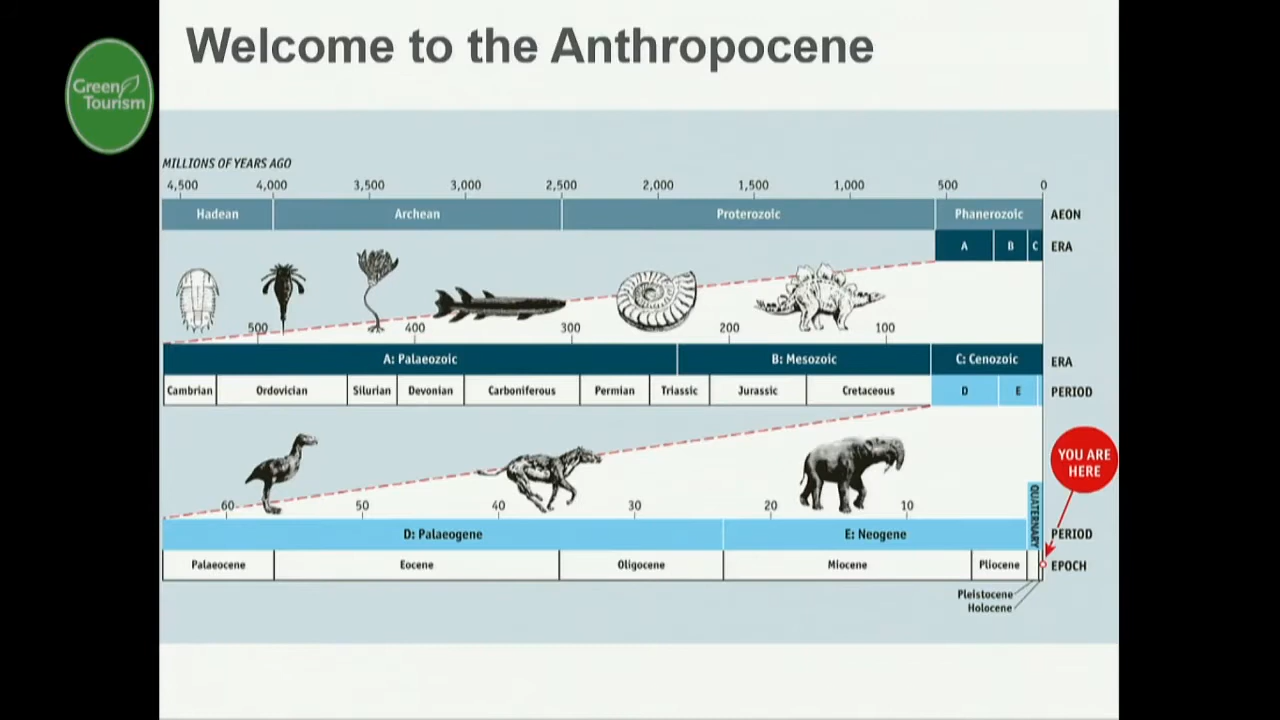 Welcome to the Anthropocene
Green
Tourism
MILLIONS OF YEARS AGO
4,500 4,000 3,500 3,000 2,500 2,000 1,500 1,000 500 0
Hadean Archean Proterozoic Phanerozoic AEON
A B C ERA
500 400 300 200 100
A: Palaeozoic B: Mesozoic C: Cenozoic ERA
Cambrian Ordovician Silurian Devonian Carboniferous Permian Triassic Jurassic Cretaceous D E PERIOD
YOU ARE
HERE
60 50 40 30 20 10
QUATERNARY
D: Palaeogene E: Neogene PERIOD
Palaeocene Eocene Oligocene Miocene Pliocene EPOCH
Pleistocene
Holocene